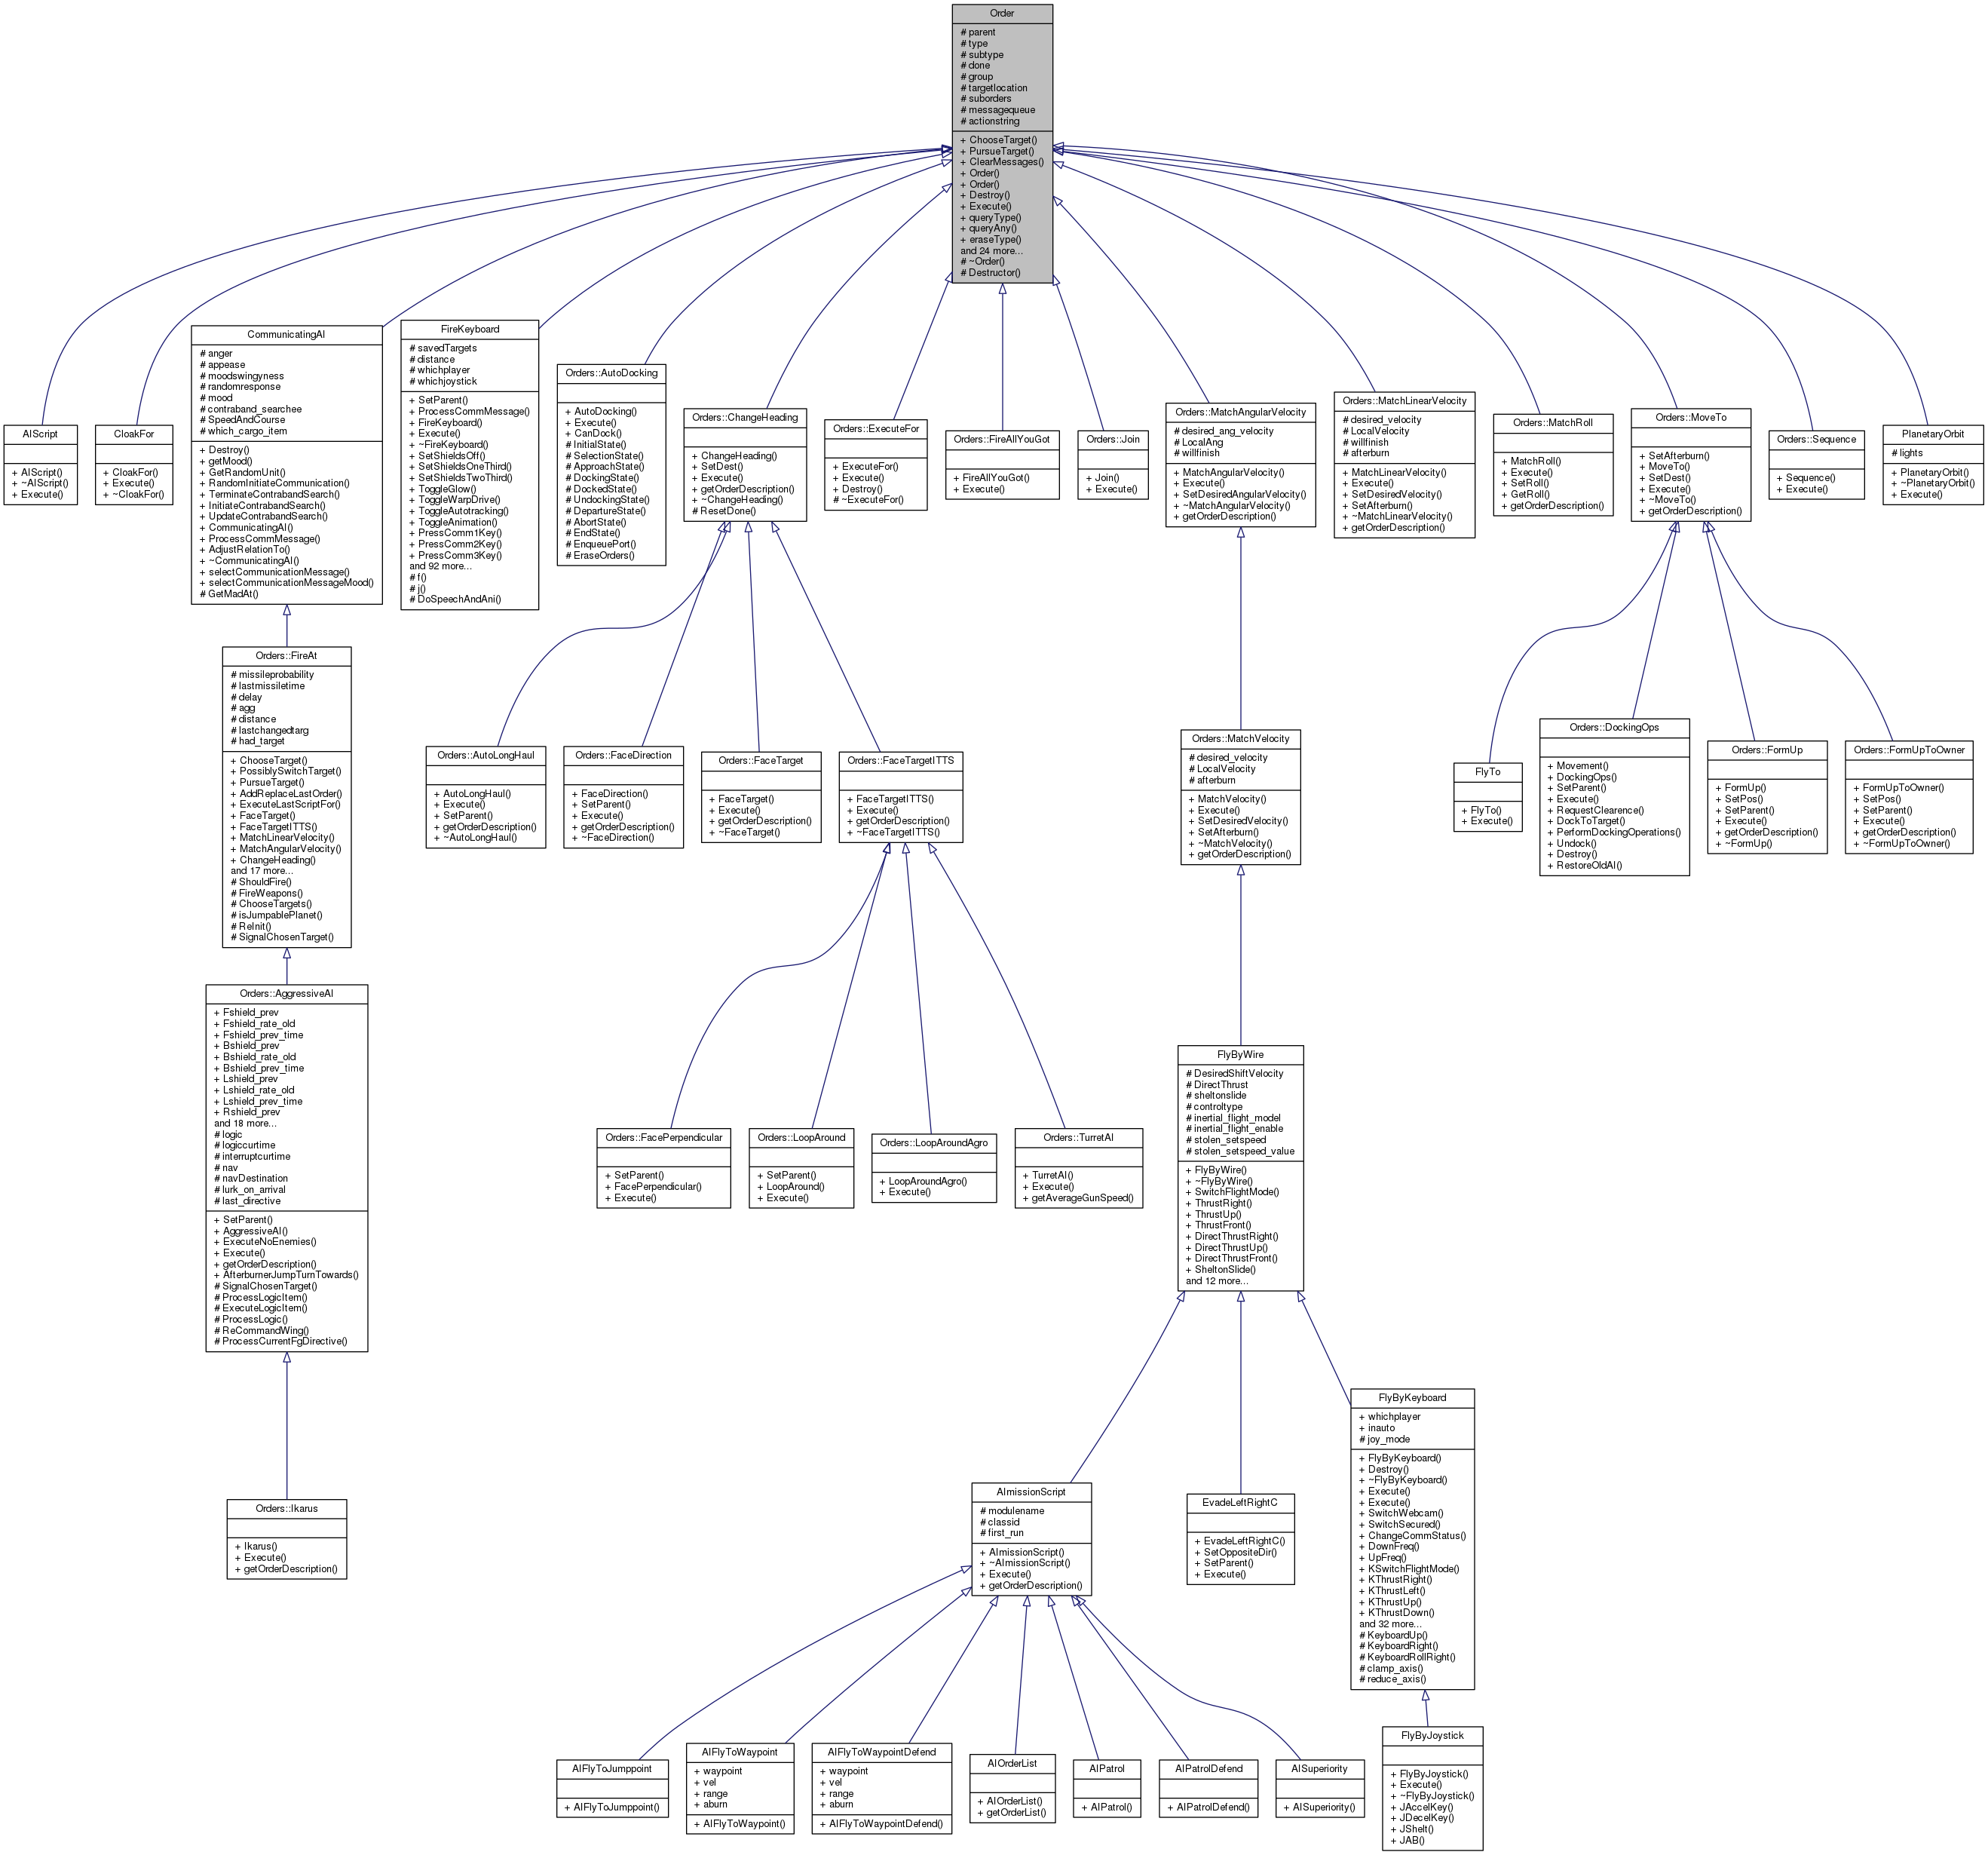 Order
# parent
# type
# subtype
# done
# group
# targetlocation
# suborders
# messagequeue
# actionstring
+ ChooseTarget()
+ PursueTarget()
+ ClearMessages()
+ Order()
+ Order()
+ Destroy()
+ Execute()
+ queryType()
+ queryAny()
+ eraseType()
and 24 more...
# ~Order()
# Destructor()
AIScript
+ AIScript()
+ ~AIScript()
+ Execute()
CloakFor
+ CloakFor()
+ Execute()
+ ~CloakFor()
CommunicatingAI
# anger
# appease
# moodswingyness
# randomresponse
# mood
# contraband_searchee
# SpeedAndCourse
# which_cargo_item
+ Destroy()
+ getMood()
+ GetRandomUnit()
+ RandomInitiateCommunication()
+ TerminateContrabandSearch()
+ InitiateContrabandSearch()
+ UpdateContrabandSearch()
+ CommunicatingAI()
+ ProcessCommMessage()
+ AdjustRelationTo()
+ ~CommunicatingAI()
+ selectCommunicationMessage()
+ selectCommunicationMessageMood()
# GetMadAt()
FireKeyboard
# savedTargets
# distance
# whichplayer
# whichjoystick
+ SetParent()
+ ProcessCommMessage()
+ FireKeyboard()
+ Execute()
+ ~FireKeyboard()
+ SetShieldsOff()
+ SetShieldsOneThird()
+ SetShieldsTwoThird()
+ ToggleGlow()
+ ToggleWarpDrive()
+ ToggleAutotracking()
+ ToggleAnimation()
+ PressComm1Key()
+ PressComm2Key()
+ PressComm3Key()
and 92 more...
# f()
# j()
# DoSpeechAndAni()
Orders::AutoDocking
+ AutoDocking()
+ Execute()
+ CanDock()
# InitialState()
# SelectionState()
# ApproachState()
# DockingState()
# DockedState()
# UndockingState()
# DepartureState()
# AbortState()
# EndState()
# EnqueuePort()
# EraseOrders()
Orders::ChangeHeading
+ ChangeHeading()
+ SetDest()
+ Execute()
+ getOrderDescription()
+ ~ChangeHeading()
# ResetDone()
Orders::ExecuteFor
+ ExecuteFor()
+ Execute()
+ Destroy()
# ~ExecuteFor()
Orders::FireAllYouGot
+ FireAllYouGot()
+ Execute()
Orders::Join
+ Join()
+ Execute()
Orders::MatchAngularVelocity
# desired_ang_velocity
# LocalAng
# willfinish
+ MatchAngularVelocity()
+ Execute()
+ SetDesiredAngularVelocity()
+ ~MatchAngularVelocity()
+ getOrderDescription()
Orders::MatchLinearVelocity
# desired_velocity
# LocalVelocity
# willfinish
# afterburn
+ MatchLinearVelocity()
+ Execute()
+ SetDesiredVelocity()
+ SetAfterburn()
+ ~MatchLinearVelocity()
+ getOrderDescription()
Orders::MatchRoll
+ MatchRoll()
+ Execute()
+ SetRoll()
+ GetRoll()
+ getOrderDescription()
Orders::MoveTo
+ SetAfterburn()
+ MoveTo()
+ SetDest()
+ Execute()
+ ~MoveTo()
+ getOrderDescription()
Orders::Sequence
+ Sequence()
+ Execute()
PlanetaryOrbit
# lights
+ PlanetaryOrbit()
+ ~PlanetaryOrbit()
+ Execute()
Orders::FireAt
# missileprobability
# lastmissiletime
# delay
# agg
# distance
# lastchangedtarg
# had_target
+ ChooseTarget()
+ PossiblySwitchTarget()
+ PursueTarget()
+ AddReplaceLastOrder()
+ ExecuteLastScriptFor()
+ FaceTarget()
+ FaceTargetITTS()
+ MatchLinearVelocity()
+ MatchAngularVelocity()
+ ChangeHeading()
and 17 more...
# ShouldFire()
# FireWeapons()
# ChooseTargets()
# isJumpablePlanet()
# ReInit()
# SignalChosenTarget()
Orders::AutoLongHaul
+ AutoLongHaul()
+ Execute()
+ SetParent()
+ getOrderDescription()
+ ~AutoLongHaul()
Orders::FaceDirection
+ FaceDirection()
+ SetParent()
+ Execute()
+ getOrderDescription()
+ ~FaceDirection()
Orders::FaceTarget
+ FaceTarget()
+ Execute()
+ getOrderDescription()
+ ~FaceTarget()
Orders::FaceTargetITTS
+ FaceTargetITTS()
+ Execute()
+ getOrderDescription()
+ ~FaceTargetITTS()
Orders::MatchVelocity
# desired_velocity
# LocalVelocity
# afterburn
+ MatchVelocity()
+ Execute()
+ SetDesiredVelocity()
+ SetAfterburn()
+ ~MatchVelocity()
+ getOrderDescription()
FlyTo
+ FlyTo()
+ Execute()
Orders::DockingOps
+ Movement()
+ DockingOps()
+ SetParent()
+ Execute()
+ RequestClearence()
+ DockToTarget()
+ PerformDockingOperations()
+ Undock()
+ Destroy()
+ RestoreOldAI()
Orders::FormUp
+ FormUp()
+ SetPos()
+ SetParent()
+ Execute()
+ getOrderDescription()
+ ~FormUp()
Orders::FormUpToOwner
+ FormUpToOwner()
+ SetPos()
+ SetParent()
+ Execute()
+ getOrderDescription()
+ ~FormUpToOwner()
Orders::AggressiveAI
+ Fshield_prev
+ Fshield_rate_old
+ Fshield_prev_time
+ Bshield_prev
+ Bshield_rate_old
+ Bshield_prev_time
+ Lshield_prev
+ Lshield_rate_old
+ Lshield_prev_time
+ Rshield_prev
and 18 more...
# logic
# logiccurtime
# interruptcurtime
# nav
# navDestination
# lurk_on_arrival
# last_directive
+ SetParent()
+ AggressiveAI()
+ ExecuteNoEnemies()
+ Execute()
+ getOrderDescription()
+ AfterburnerJumpTurnTowards()
# SignalChosenTarget()
# ProcessLogicItem()
# ExecuteLogicItem()
# ProcessLogic()
# ReCommandWing()
# ProcessCurrentFgDirective()
Orders::FacePerpendicular
+ SetParent()
+ FacePerpendicular()
+ Execute()
Orders::LoopAround
+ SetParent()
+ LoopAround()
+ Execute()
Orders::LoopAroundAgro
+ LoopAroundAgro()
+ Execute()
Orders::TurretAI
+ TurretAI()
+ Execute()
+ getAverageGunSpeed()
FlyByWire
# DesiredShiftVelocity
# DirectThrust
# sheltonslide
# controltype
# inertial_flight_model
# inertial_flight_enable
# stolen_setspeed
# stolen_setspeed_value
+ FlyByWire()
+ ~FlyByWire()
+ SwitchFlightMode()
+ ThrustRight()
+ ThrustUp()
+ ThrustFront()
+ DirectThrustRight()
+ DirectThrustUp()
+ DirectThrustFront()
+ SheltonSlide()
and 12 more...
Orders::Ikarus
+ Ikarus()
+ Execute()
+ getOrderDescription()
AImissionScript
# modulename
# classid
# first_run
+ AImissionScript()
+ ~AImissionScript()
+ Execute()
+ getOrderDescription()
EvadeLeftRightC
+ EvadeLeftRightC()
+ SetOppositeDir()
+ SetParent()
+ Execute()
FlyByKeyboard
+ whichplayer
+ inauto
# joy_mode
+ FlyByKeyboard()
+ Destroy()
+ ~FlyByKeyboard()
+ Execute()
+ Execute()
+ SwitchWebcam()
+ SwitchSecured()
+ ChangeCommStatus()
+ DownFreq()
+ UpFreq()
+ KSwitchFlightMode()
+ KThrustRight()
+ KThrustLeft()
+ KThrustUp()
+ KThrustDown()
and 32 more...
# KeyboardUp()
# KeyboardRight()
# KeyboardRollRight()
# clamp_axis()
# reduce_axis()
AIFlyToJumppoint
+ AIFlyToJumppoint()
AIFlyToWaypoint
+ waypoint
+ vel
+ range
+ aburn
+ AIFlyToWaypoint()
AIFlyToWaypointDefend
+ waypoint
+ vel
+ range
+ aburn
+ AIFlyToWaypointDefend()
AIOrderList
+ AIOrderList()
+ getOrderList()
AIPatrol
+ AIPatrol()
AIPatrolDefend
+ AIPatrolDefend()
AISuperiority
+ AISuperiority()
FlyByJoystick
+ FlyByJoystick()
+ Execute()
+ ~FlyByJoystick()
+ JAccelKey()
+ JDecelKey()
+ JShelt()
+ JAB()